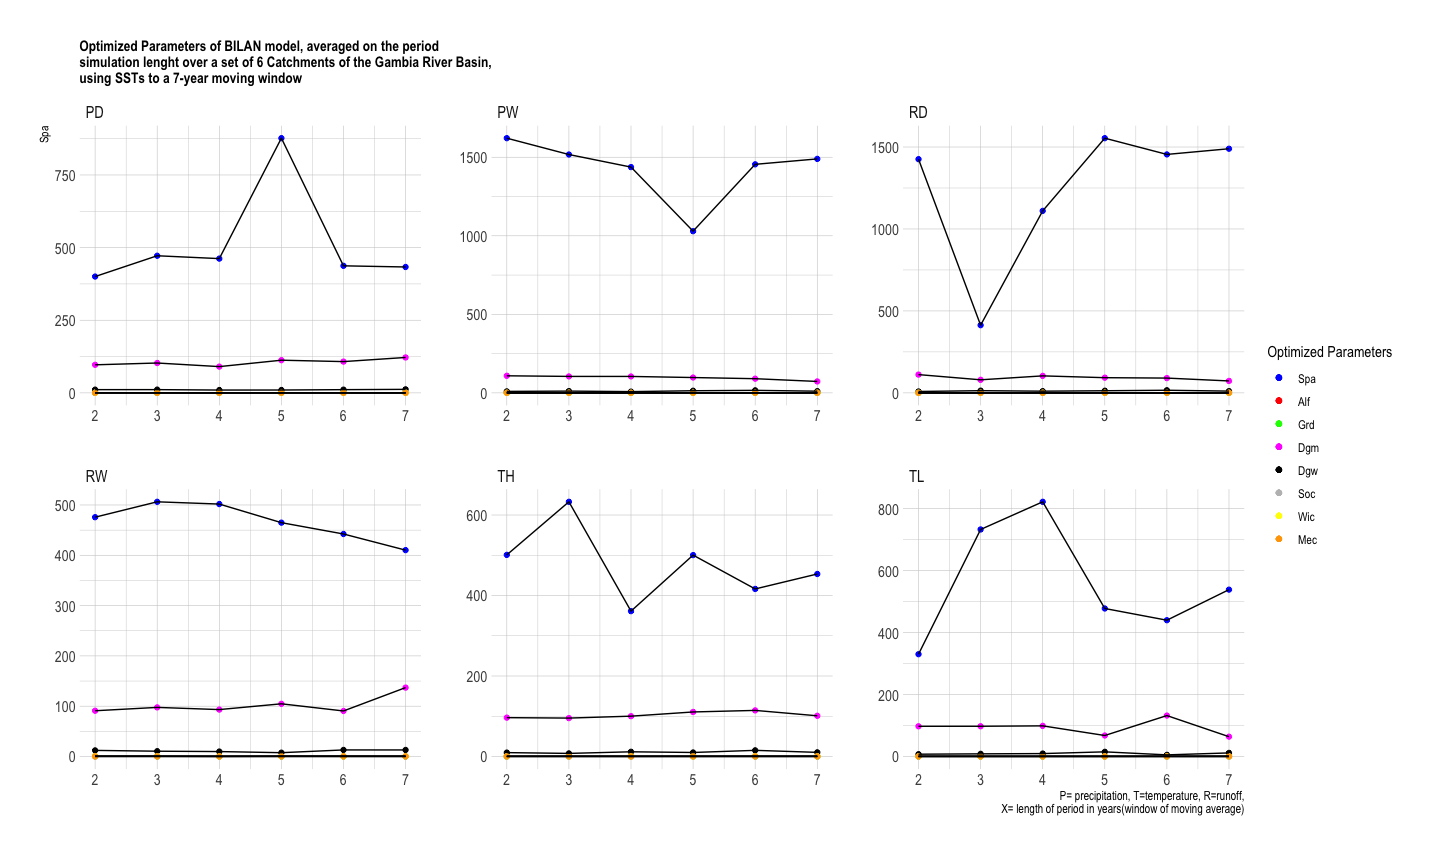 Optimized Parameters of BILAN model, averaged on the period
simulation lenght over a set of 6 Catchments of the Gambia River Basin,
using SSTs to a 7-year moving window
PD
Spa
750
500
250
0
2 3 4 5 6 7
PW
1500
1000
500
0
2 3 4 5 6 7
RD
1500
1000
500
0
2 3 4 5 6 7
RW
500
400
300
200
100
0
2 3 4 5 6 7
TH
600
400
200
0
2 3 4 5 6 7
TL
800
600
400
200
0
2 3 4 5 6 7
Optimized Parameters
Spa
Alf
Grd
Dgm
Dgw
Soc
Wic
Mec
P= precipitation, T=temperature, R=runoff,
X= length of period in years(window of moving average)